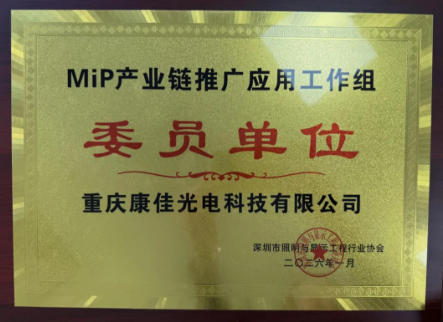 MiP产业链推广应用工作组
委员单位
重庆康佳光电科技有限公司
深圳市照明与显示工程行业协会
二〇二六年一月